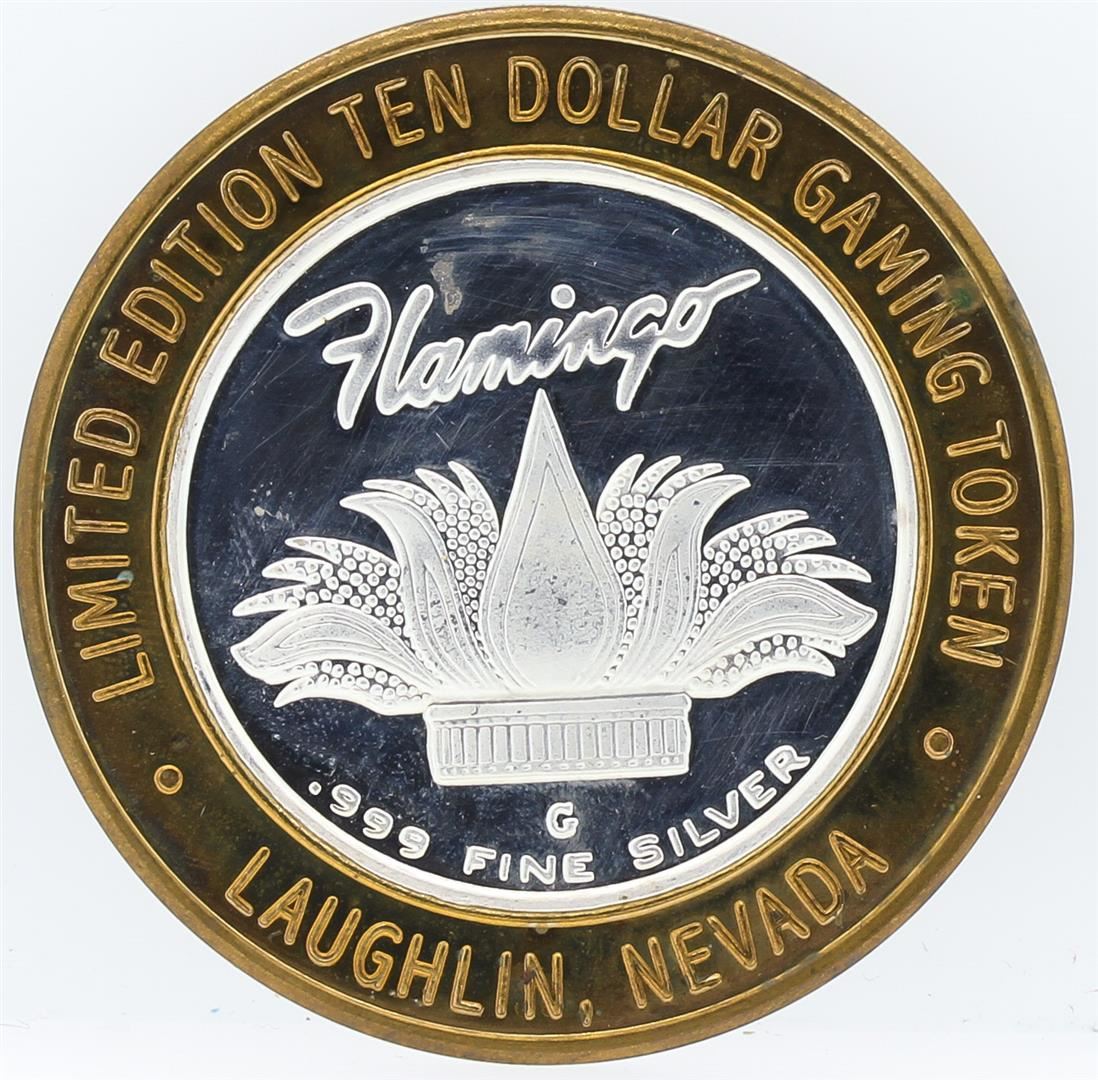 LIMITED EDITION TEN DOLLAR GAMING TOKEN
Flamingo
G
.999 FINE SILVER
• LAUGHLIN, NEVADA •